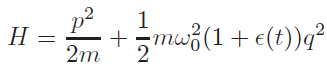 H = \frac{p^2}{2m} + \frac{1}{2} m\omega_0^2 (1 + \epsilon(t)) q^2